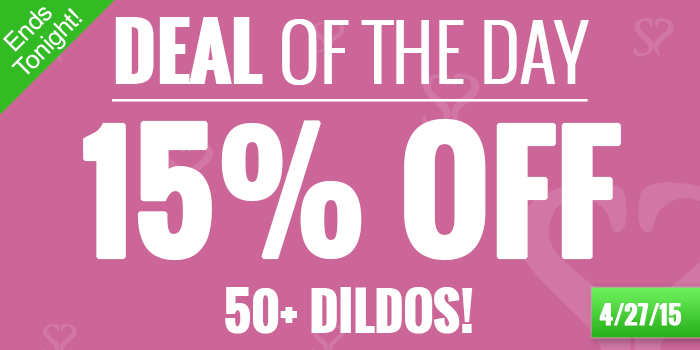 Ends
Tonight!
DEAL OF THE DAY
15% OFF
50+ DILDOS!
4/27/15